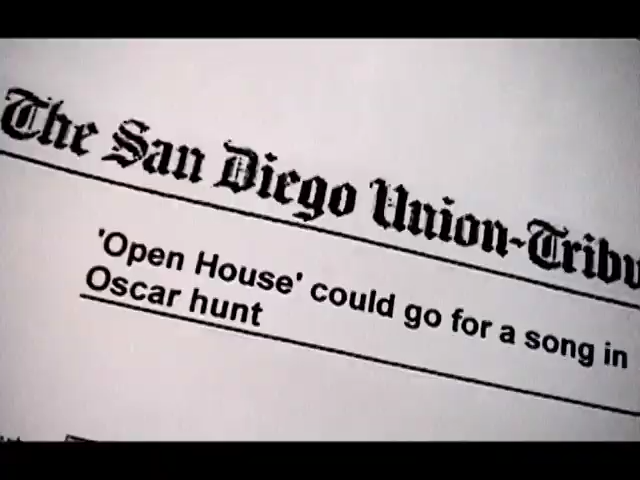 The San Diego Union-Tribu
'Open House' could go for a song in
Oscar hunt